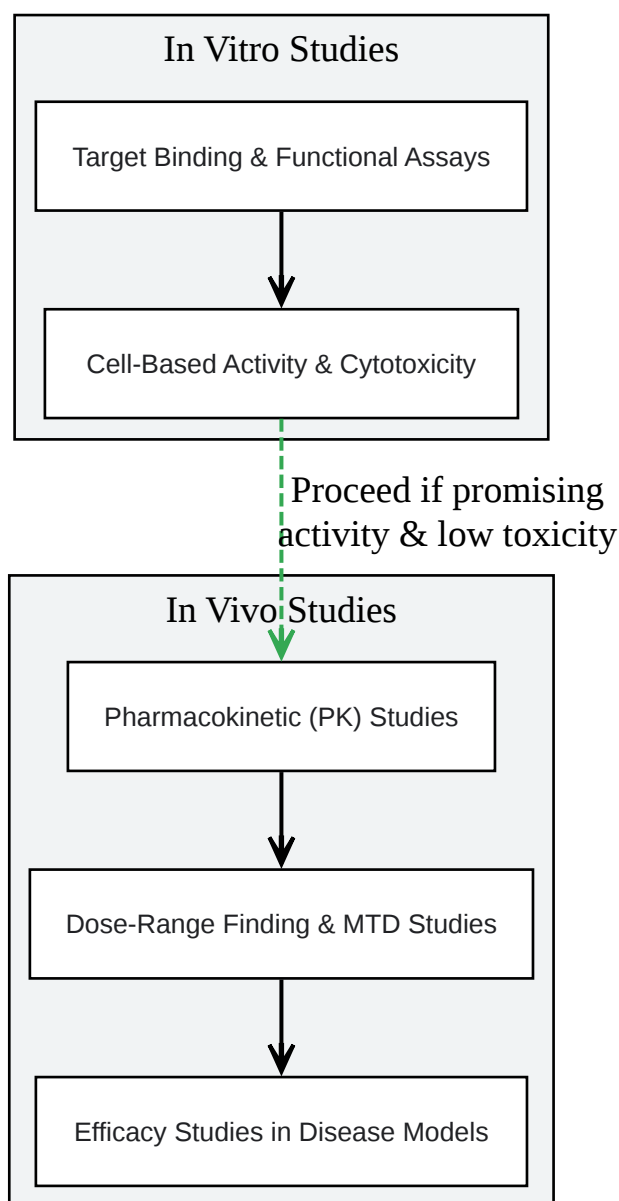 In Vitro Studies
Target Binding & Functional Assays
Cell-Based Activity & Cytotoxicity
Proceed if promising
activity & low toxicity
In Vivo Studies
Pharmacokinetic (PK) Studies
Dose-Range Finding & MTD Studies
Efficacy Studies in Disease Models